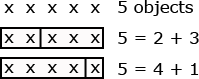 x x x x x 5 objects
x x x x x 5 = 2 + 3
x x x x x 5 = 4 + 1